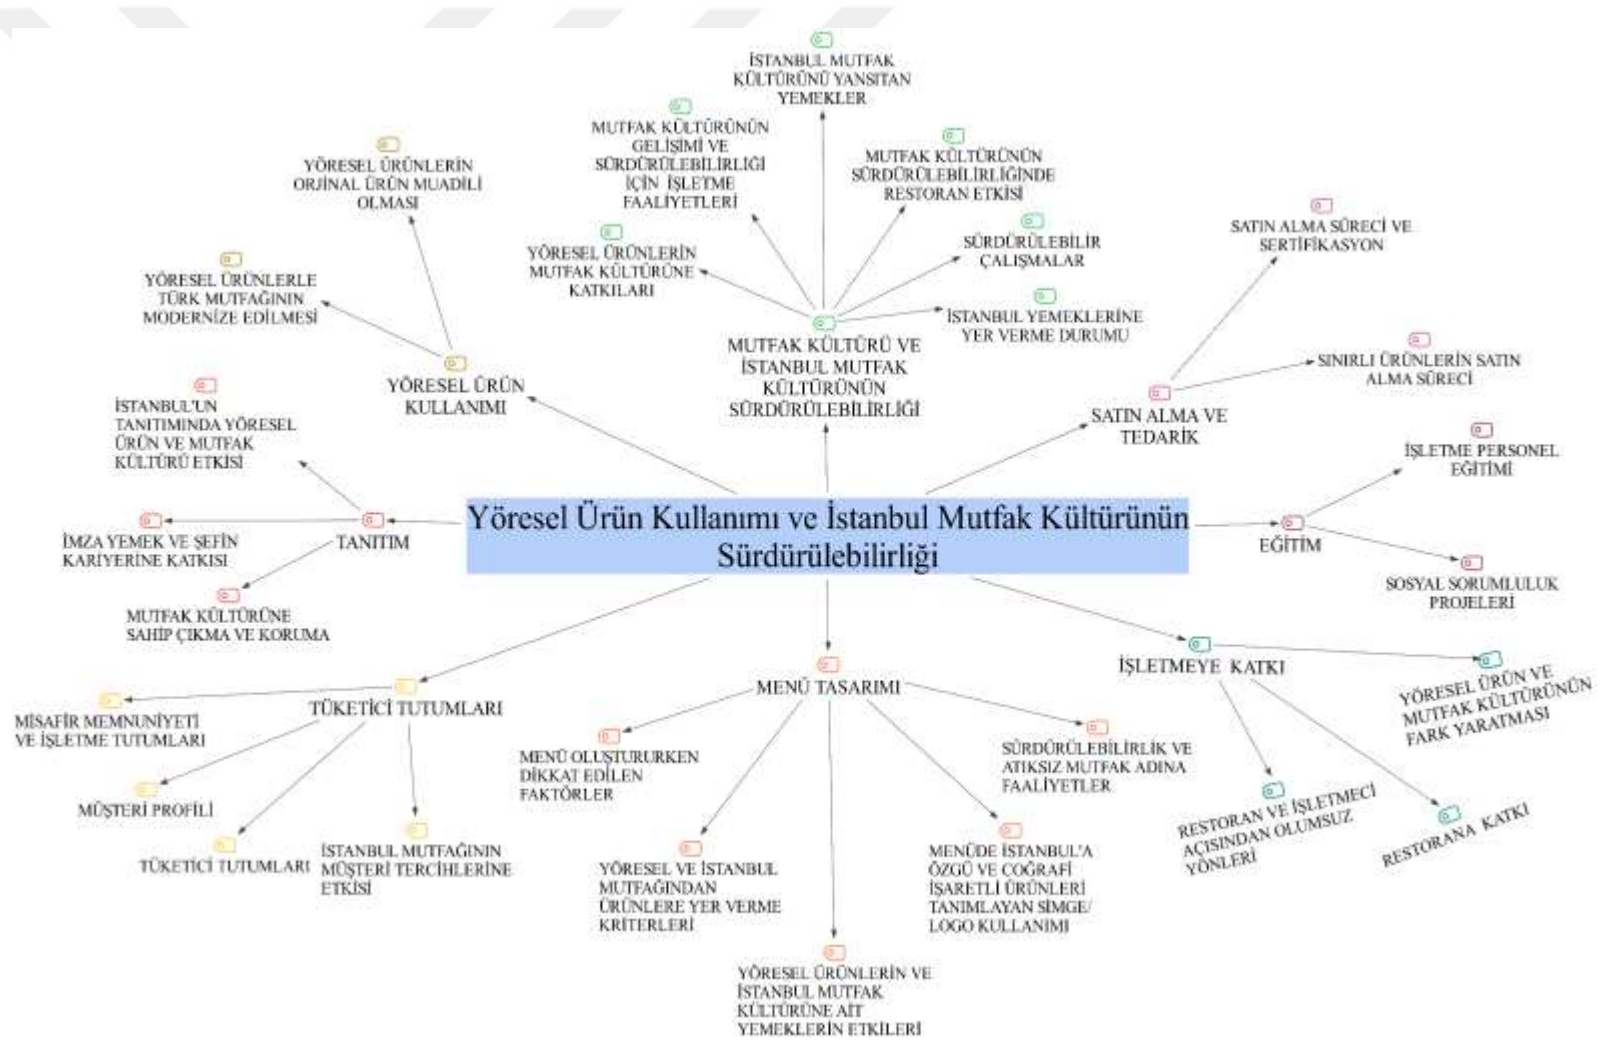 İSTANBUL MUTFAK
KÜLTÜRÜNÜ YANSITAN
YEMEKLER
MUTFAK KÜLTÜRÜNÜN
GELİŞİMİ VE
SÜRDÜRÜLEBİLİRLİĞİ
İÇİN İŞLETME
FAALİYETLERİ
MUTFAK KÜLTÜRÜNÜN
SÜRDÜRÜLEBİLİRLİĞİNDE
RESTORAN ETKİSİ
YÖRESEL ÜRÜNLERİN
ORJİNAL ÜRÜN MUADİLİ
OLMASI
SATIN ALMA SÜRECİ VE
SERTİFİKASYON
YÖRESEL ÜRÜNLERİN
MUTFAK KÜLTÜRÜNE
KATKILARI
SÜRDÜRÜLEBİLİR
ÇALIŞMALAR
YÖRESEL ÜRÜNLERLE
TÜRK MUTFAĞININ
MODERNİZE EDİLMESİ
İSTANBUL YEMEKLERİNE
YER VERME DURUMU
MUTFAK KÜLTÜRÜ VE
İSTANBUL MUTFAK
KÜLTÜRÜNÜN
SÜRDÜRÜLEBİLİRLİĞİ
SINIRLI ÜRÜNLERİN SATIN
ALMA SÜRECİ
YÖRESEL ÜRÜN
KULLANIMI
SATIN ALMA VE
TEDARİK
İSTANBUL'UN
TANITIMINDA YÖRESEL
ÜRÜN VE MUTFAK
KÜLTÜRÜ ETKİSİ
İŞLETME PERSONEL
EĞİTİMİ
Yöresel Ürün Kullanımı ve İstanbul Mutfak Kültürünün
Sürdürülebilirliği
TANITIM
EĞİTİM
İMZA YEMEK VE ŞEFİN
KARİYERİNE KATKISI
SOSYAL SORUMLULUK
PROJELERİ
MUTFAK KÜLTÜRÜNE
SAHİP ÇIKMA VE KORUMA
İŞLETMEYE KATKI
YÖRESEL ÜRÜN VE
MUTFAK KÜLTÜRÜNÜN
FARK YARATMASI
MENÜ TASARIMI
TÜKETİCİ TUTUMLARI
MİSAFİR MEMNUNİYETİ
VE İŞLETME TUTUMLARI
MENÜ OLUŞTURURKEN
DİKKAT EDİLEN
FAKTÖRLER
SÜRDÜRÜLEBİLİRLİK VE
ATIKSIZ MUTFAK ADINA
FAALİYETLER
MÜŞTERİ PROFİLİ
RESTORAN VE İŞLETMECİ
AÇISINDAN OLUMSUZ
YÖNLERİ
RESTORANA KATKI
TÜKETİCİ TUTUMLARI
İSTANBUL MUTFAĞININ
MÜŞTERİ TERCİHLERİNE
ETKİSİ
YÖRESEL VE İSTANBUL
MUTFAĞINDAN
ÜRÜNLERE YER VERME
KRİTERLERİ
MENÜDE İSTANBUL'A
ÖZGÜ VE COĞRAFİ
İŞARETLİ ÜRÜNLERİ
TANIMLAYAN SİMGE/
LOGO KULLANIMI
YÖRESEL ÜRÜNLERİN VE
İSTANBUL MUTFAK
KÜLTÜRÜNE AİT
YEMEKLERİN ETKİLERİ